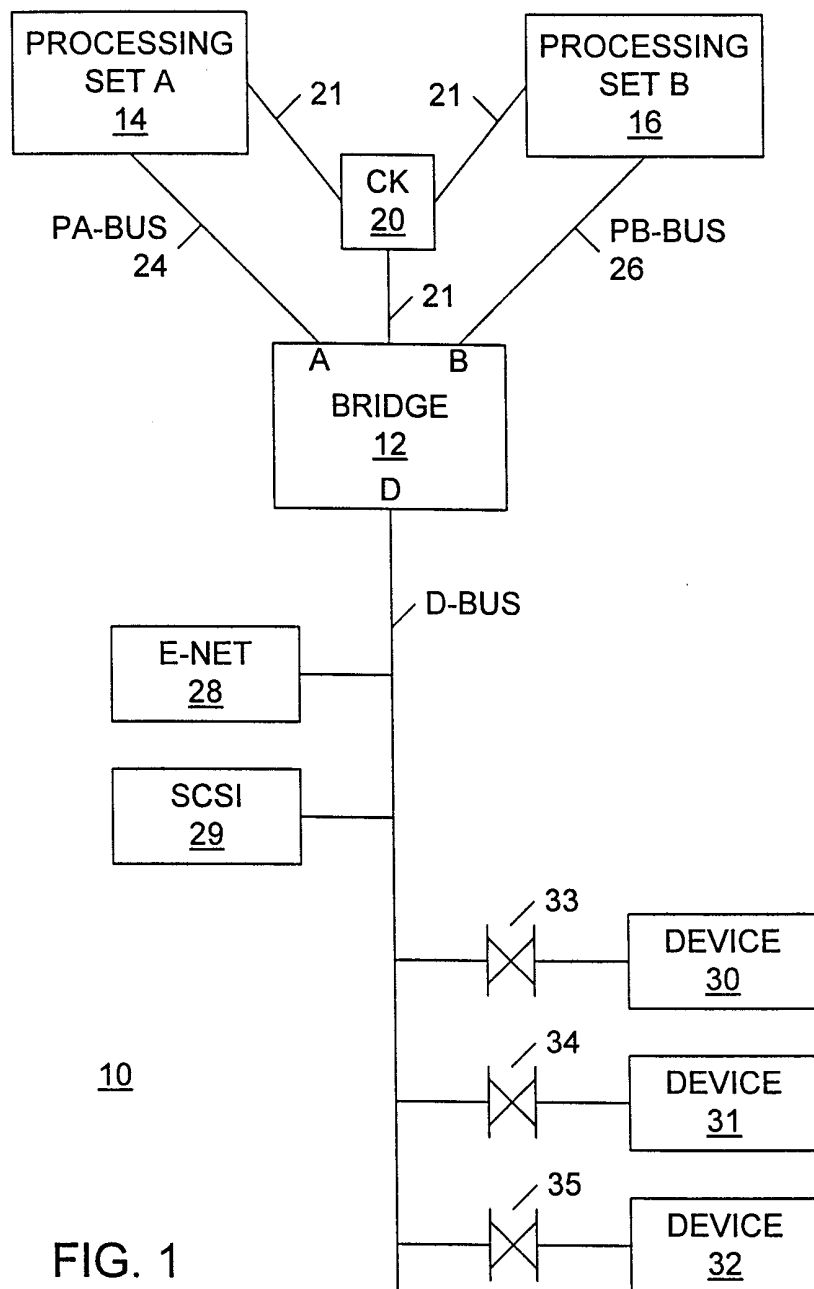 PROCESSING
SET A
14
PROCESSING
SET B
16
21
21
CK
20
PA-BUS
24
PB-BUS
26
21
A
B
BRIDGE
12
D
D-BUS
E-NET
28
SCSI
29
33
DEVICE
30
34
DEVICE
31
10
35
DEVICE
32
FIG. 1